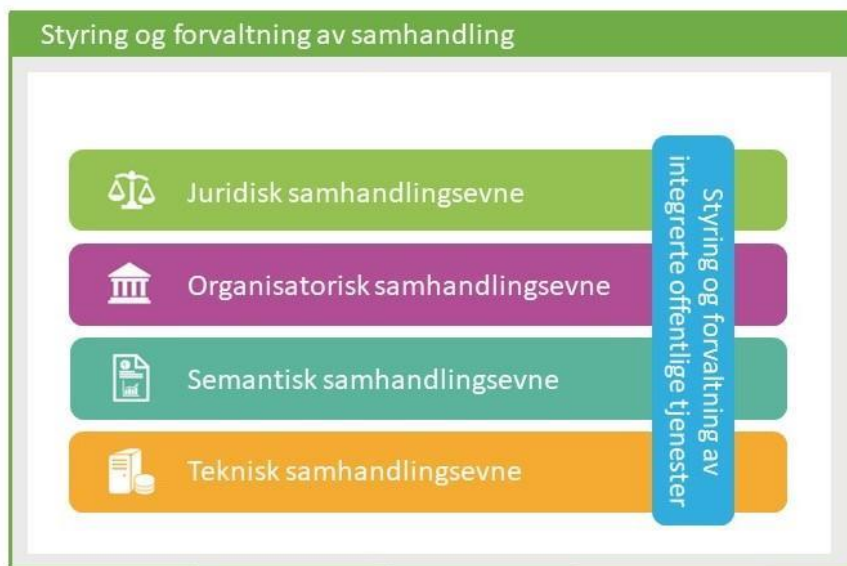 Styring og forvaltning av samhandling
Juridisk samhandlingsevne
Organisatorisk samhandlingsevne
Semantisk samhandlingsevne
Teknisk samhandlingsevne
Styring og forvaltning av
integrerte offentlige tjenester